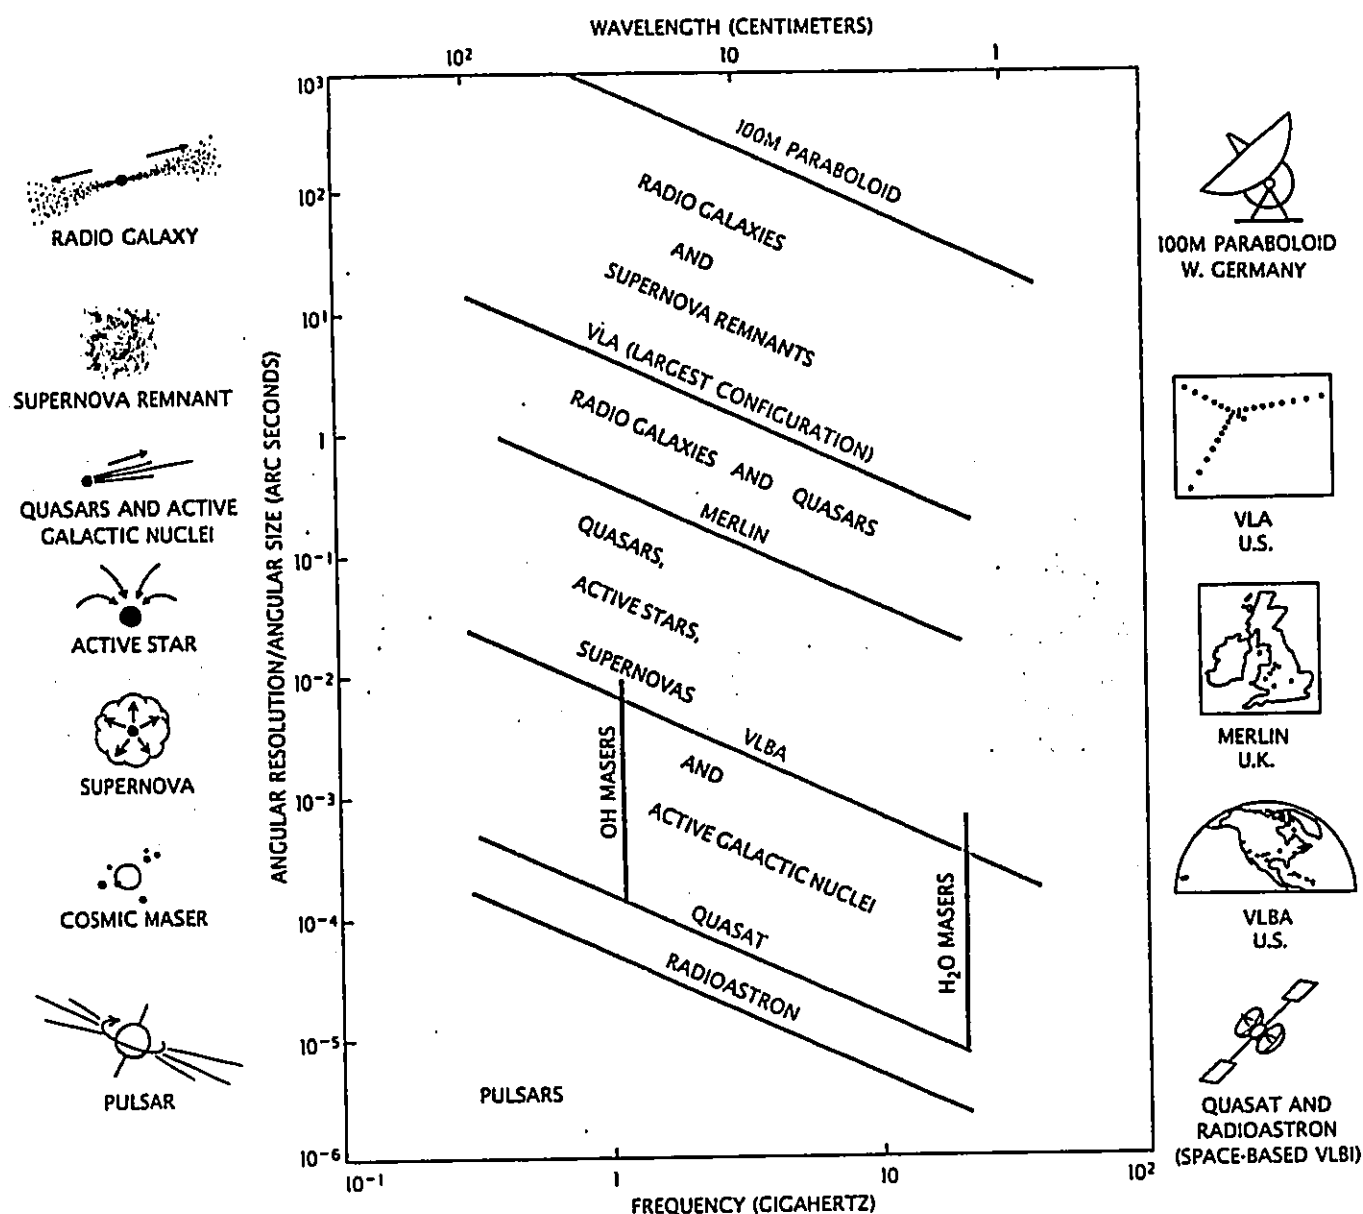 WAVELENGTH (CENTIMETERS)
10² 10 1
10³
10²
10¹
1
10⁻¹
10⁻²
10⁻³
10⁻⁴
10⁻⁵
10⁻⁶
ANGULAR RESOLUTION/ANGULAR SIZE (ARC SECONDS)
RADIO GALAXY
SUPERNOVA REMNANT
QUASARS AND ACTIVE
GALACTIC NUCLEI
ACTIVE STAR
SUPERNOVA
COSMIC MASER
PULSAR
100M PARABOLOID
RADIO GALAXIES
AND
SUPERNOVA REMNANTS
VLA (LARGEST CONFIGURATION)
RADIO GALAXIES AND QUASARS
MERLIN
QUASARS,
ACTIVE STARS,
SUPERNOVAS
VLBA
AND
ACTIVE GALACTIC NUCLEI
OH MASERS
H₂O MASERS
QUASAT
RADIOASTRON
PULSARS
10⁻¹ 1 10 10²
FREQUENCY (GIGAHERTZ)
100M PARABOLOID
W. GERMANY
VLA
U.S.
MERLIN
U.K.
VLBA
U.S.
QUASAT AND
RADIOASTRON
(SPACE-BASED VLBI)